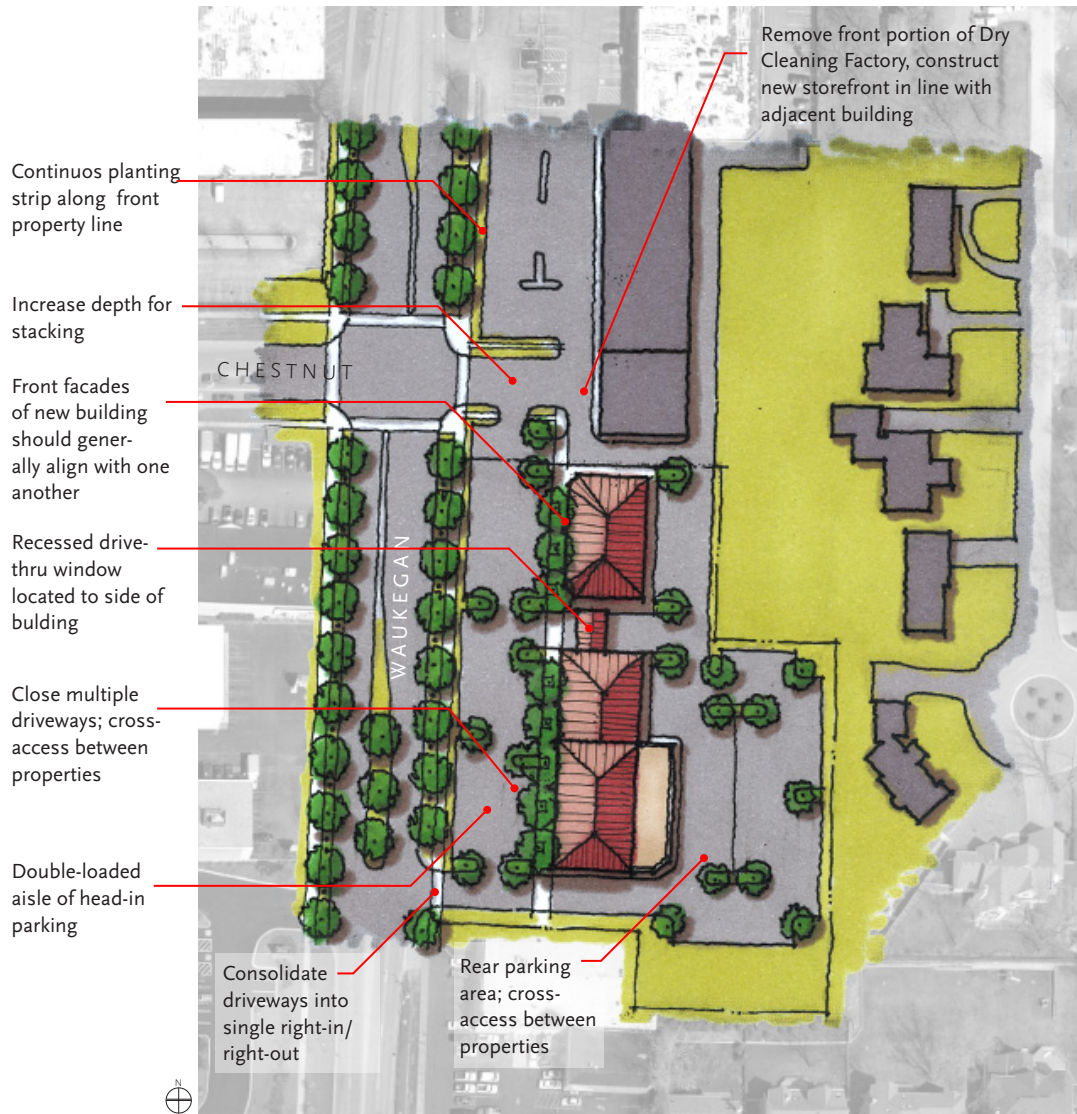 Remove front portion of Dry
Cleaning Factory, construct
new storefront in line with
adjacent building
Continuos planting
strip along front
property line
Increase depth for
stacking
CHESTNUT
Front facades
of new building
should gener-
ally align with one
another
WAUKEGAN
Recessed drive-
thru window
located to side of
bulding
Close multiple
driveways; cross-
access between
properties
Double-loaded
aisle of head-in
parking
Consolidate
driveways into
single right-in/
right-out
Rear parking
area; cross-
access between
properties
N